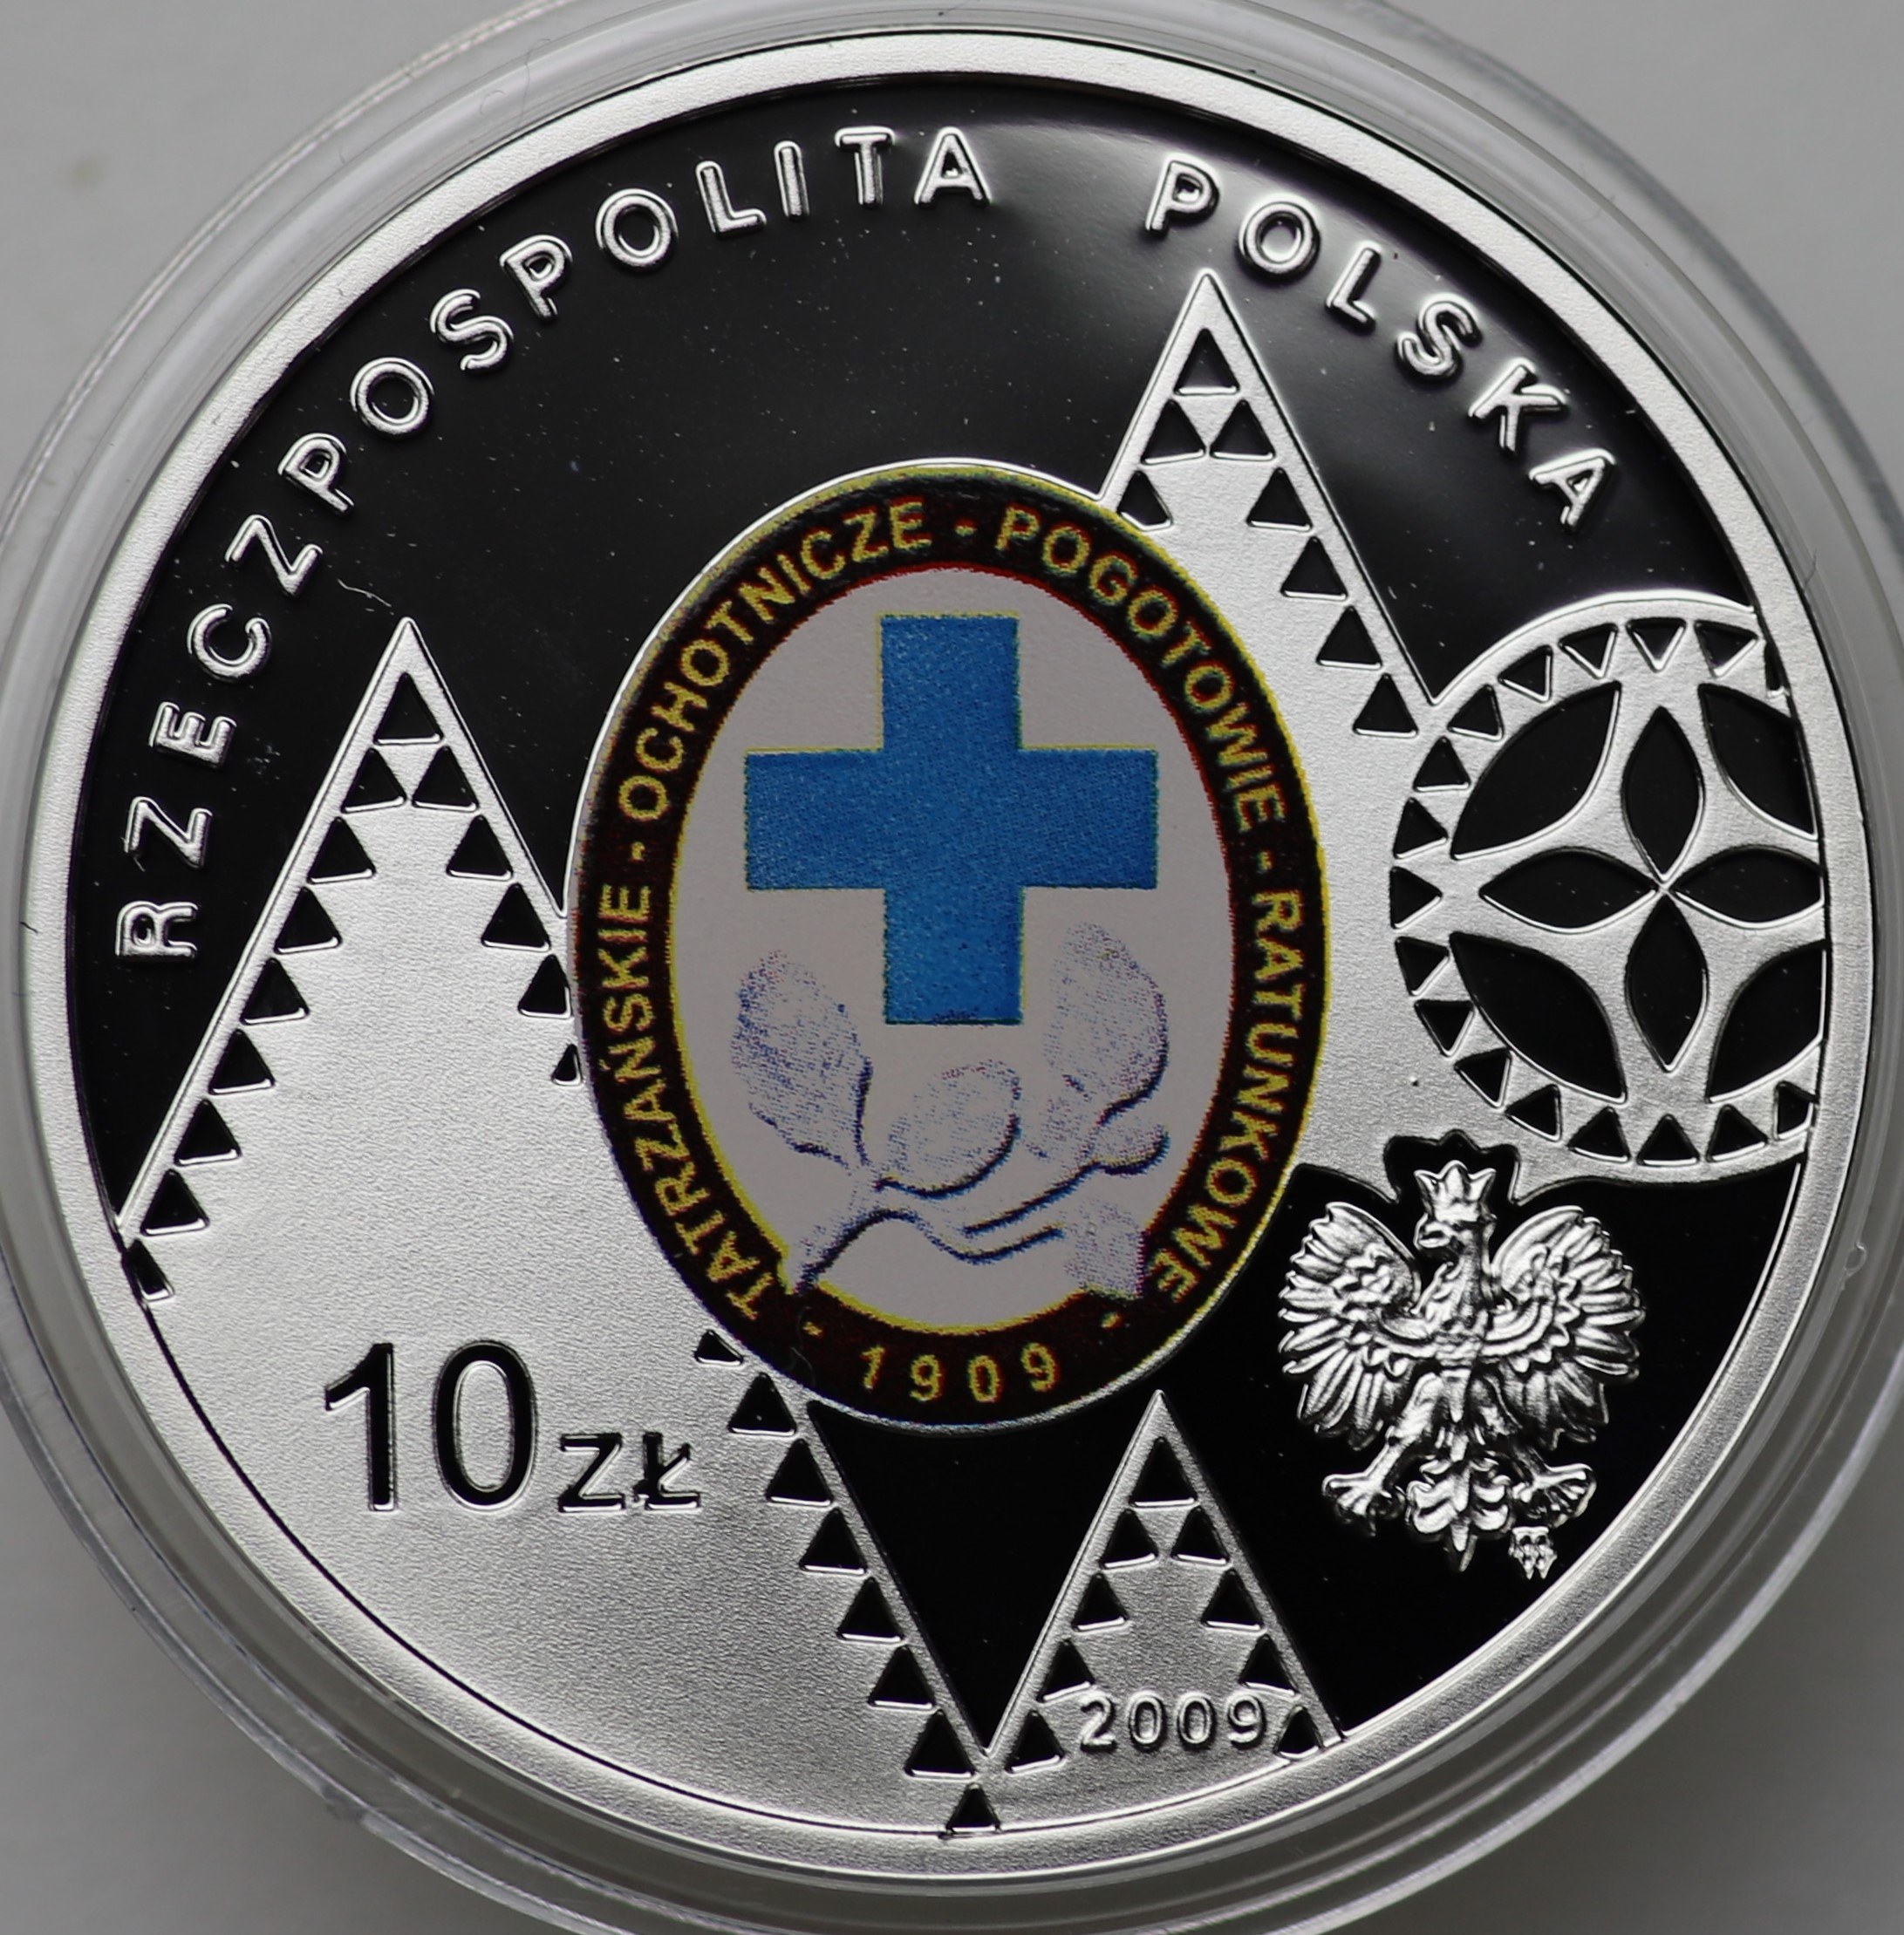 RZECZPOSPOLITA POLSKA
TATRZAŃSKIE - OCHOTNICZE - POGOTOWIE - RATUNKOWE
- 1909 -
10 ZŁ
2009